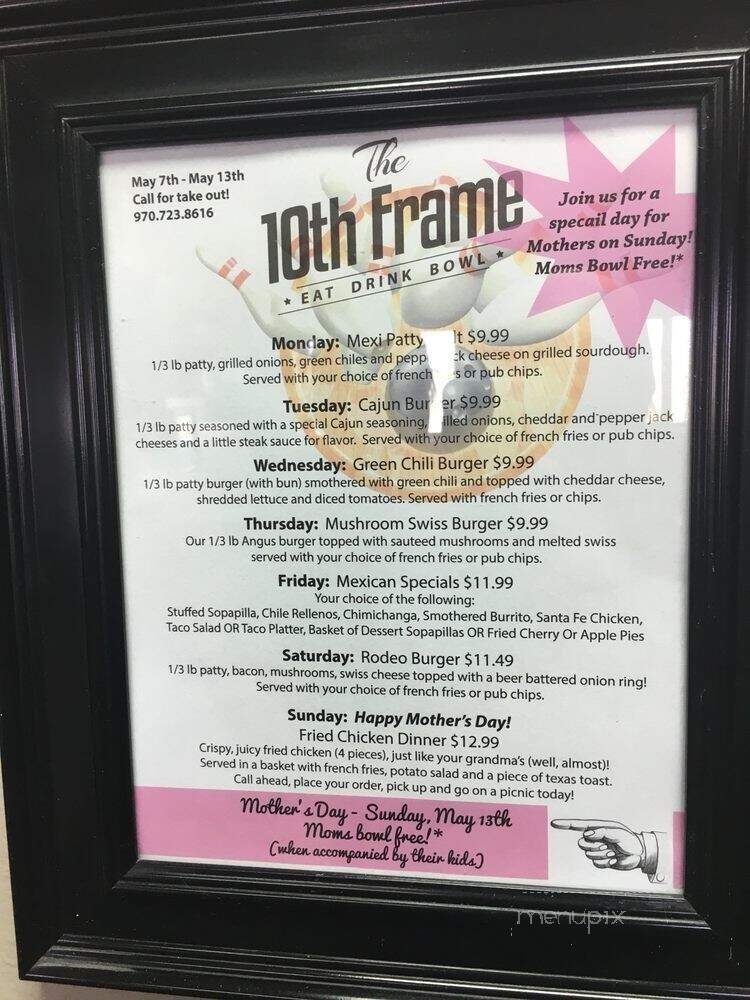 May 7th - May 13th
Call for take out!
970.723.8616
The
10th Frame
EAT DRINK BOWL
Join us for a
specail day for
Mothers on Sunday!
Moms Bowl Free!*
Monday: Mexi Patty lt $9.99
1/3 lb patty, grilled onions, green chiles and pepp ck cheese on grilled sourdough.
Served with your choice of french s or pub chips.
Tuesday: Cajun Bur er $9.99
1/3 lb patty seasoned with a special Cajun seasoning, illed onions, cheddar and pepper jack
cheeses and a little steak sauce for flavor. Served with your choice of french fries or pub chips.
Wednesday: Green Chili Burger $9.99
1/3 lb patty burger (with bun) smothered with green chili and topped with cheddar cheese,
shredded lettuce and diced tomatoes. Served with french fries or chips.
Thursday: Mushroom Swiss Burger $9.99
Our 1/3 lb Angus burger topped with sauteed mushrooms and melted swiss
served with your choice of french fries or pub chips.
Friday: Mexican Specials $11.99
Your choice of the following:
Stuffed Sopapilla, Chile Rellenos, Chimichanga, Smothered Burrito, Santa Fe Chicken,
Taco Salad OR Taco Platter, Basket of Dessert Sopapillas OR Fried Cherry Or Apple Pies
Saturday: Rodeo Burger $11.49
1/3 lb patty, bacon, mushrooms, swiss cheese topped with a beer battered onion ring!
Served with your choice of french fries or pub chips.
Sunday: Happy Mother's Day!
Fried Chicken Dinner $12.99
Crispy, juicy fried chicken (4 pieces), just like your grandma's (well, almost)!
Served in a basket with french fries, potato salad and a piece of texas toast.
Call ahead, place your order, pick up and go on a picnic today!
Mother's Day - Sunday, May 13th
Moms bowl free!*
(when accompanied by their kids.)
menupix